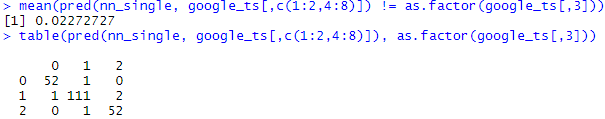 > mean(pred(nn_single, google_ts[,c(1:2,4:8)]) != as.factor(google_ts[,3]))
[1] 0.02272727
> table(pred(nn_single, google_ts[,c(1:2,4:8)]), as.factor(google_ts[,3]))
0 1 2
0 52 1 0
1 1 111 2
2 0 1 52